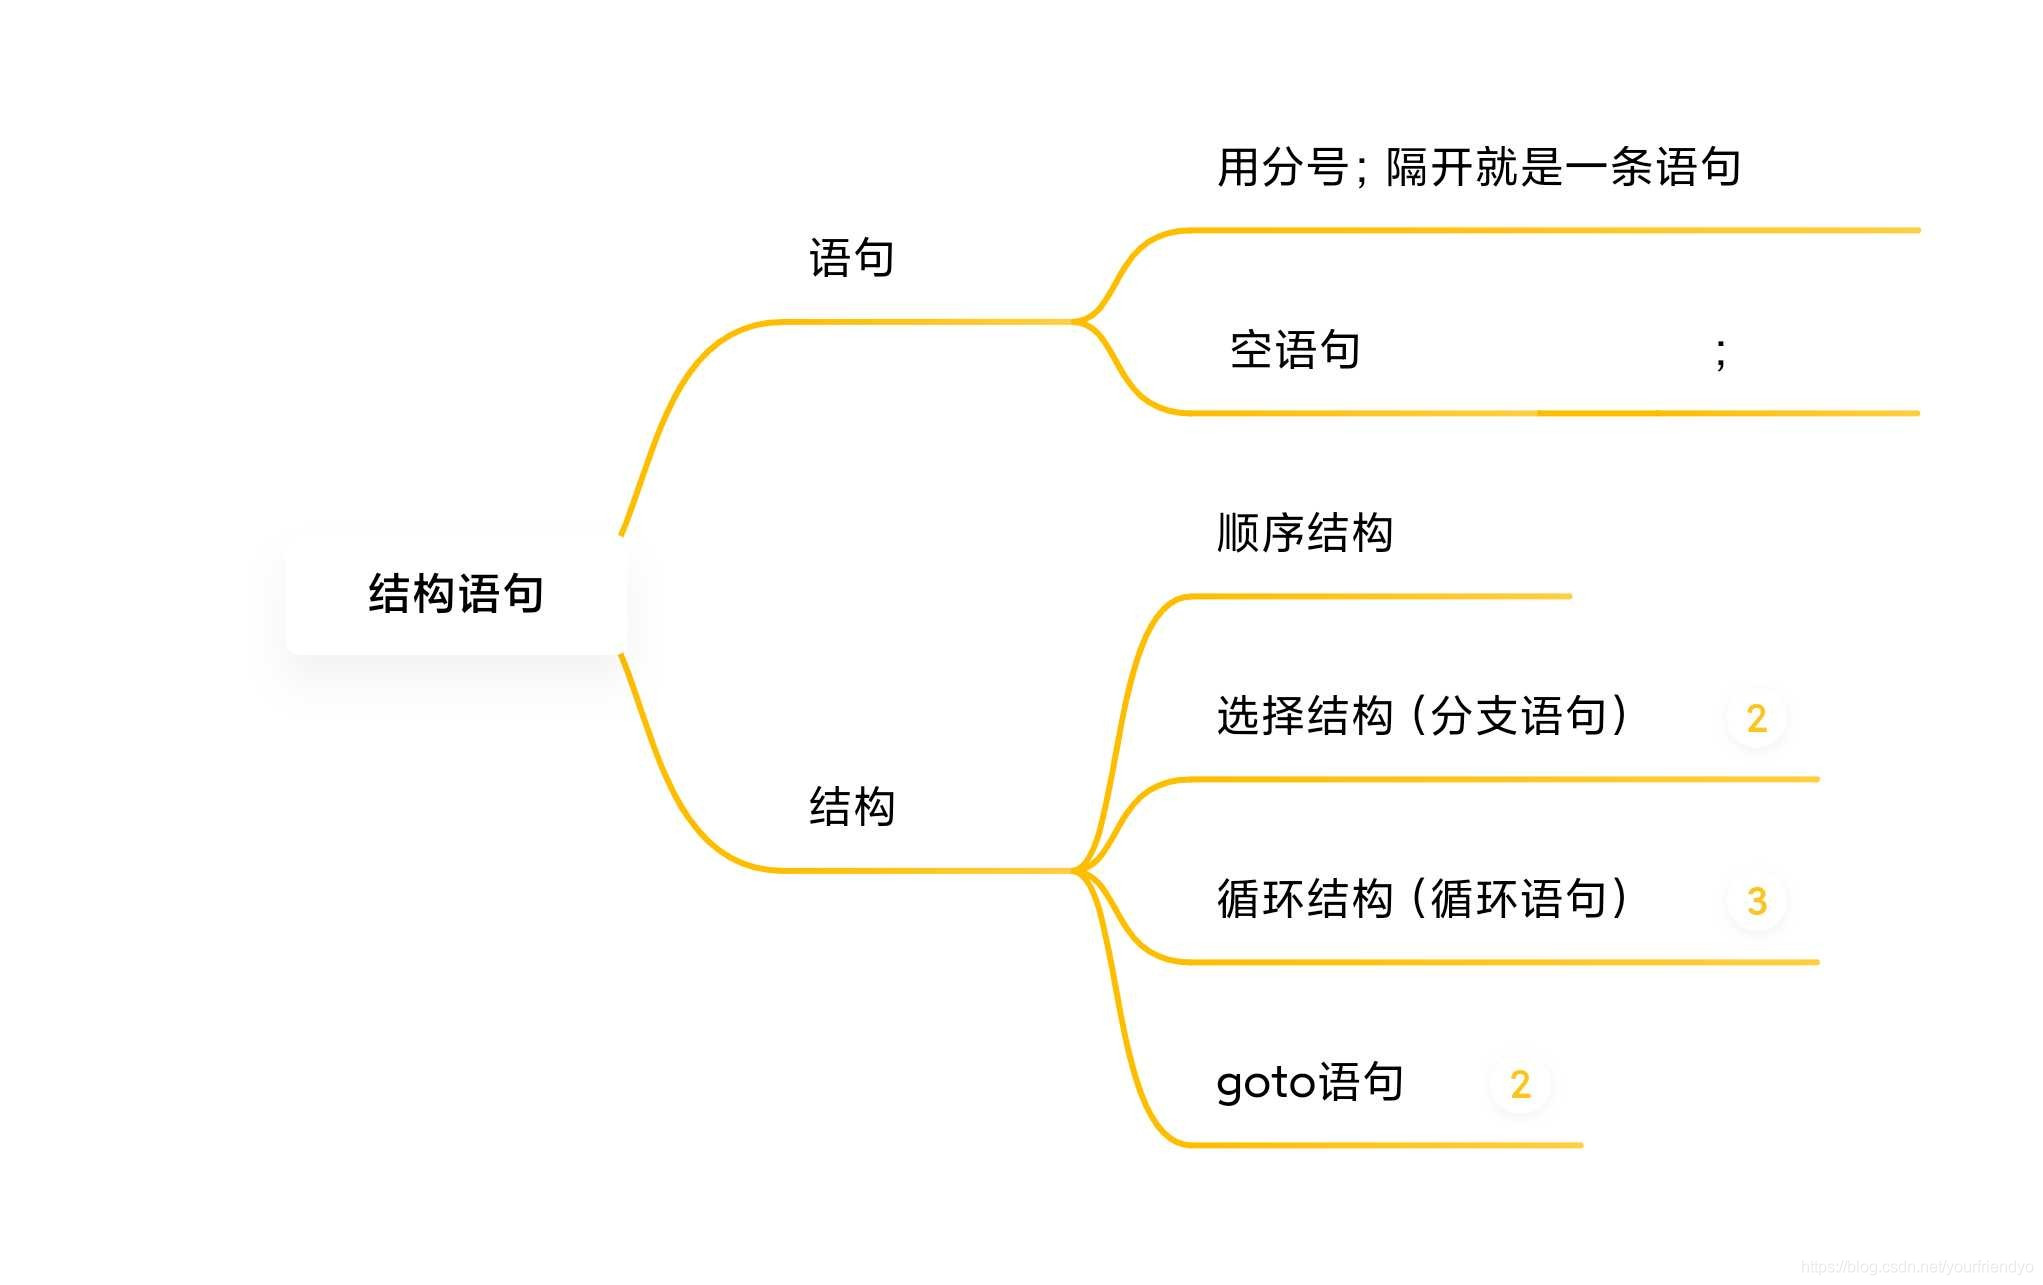 用分号；隔开就是一条语句
语句
空语句 ；
顺序结构
结构语句
选择结构（分支语句） 2
结构
循环结构（循环语句） 3
goto语句 2
https://blog.csdn.net/yourfriendyo